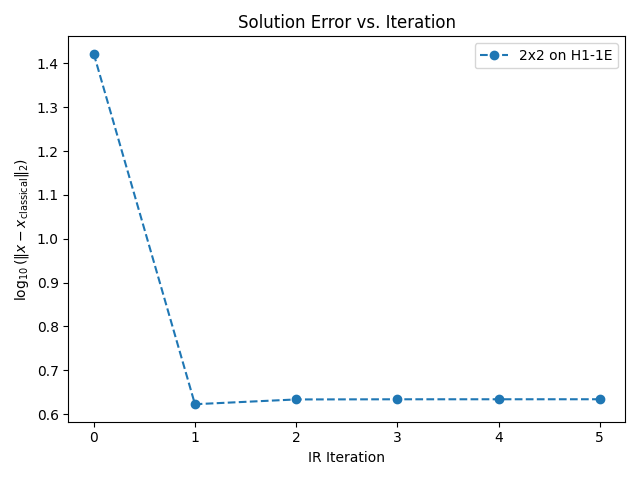 Solution Error vs. Iteration
2x2 on H1-1E
log₁₀(‖x − x_classical‖₂)
1.4
1.3
1.2
1.1
1.0
0.9
0.8
0.7
0.6
0 1 2 3 4 5
IR Iteration